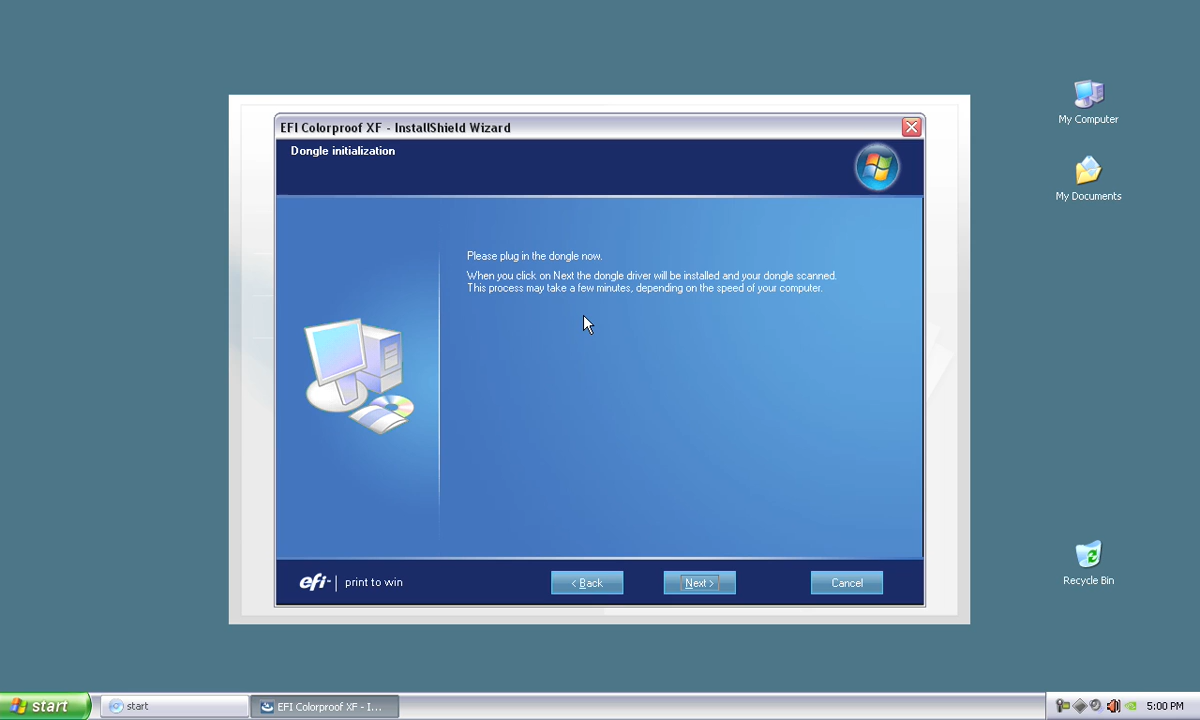 My Computer
My Documents
EFI Colorproof XF - InstallShield Wizard
Dongle initialization
Please plug in the dongle now.
When you click on Next the dongle driver will be installed and your dongle scanned.
This process may take a few minutes, depending on the speed of your computer.
efi
print to win
< Back
Next >
Cancel
Recycle Bin
start
start
EFI Colorproof XF - I...
5:00 PM